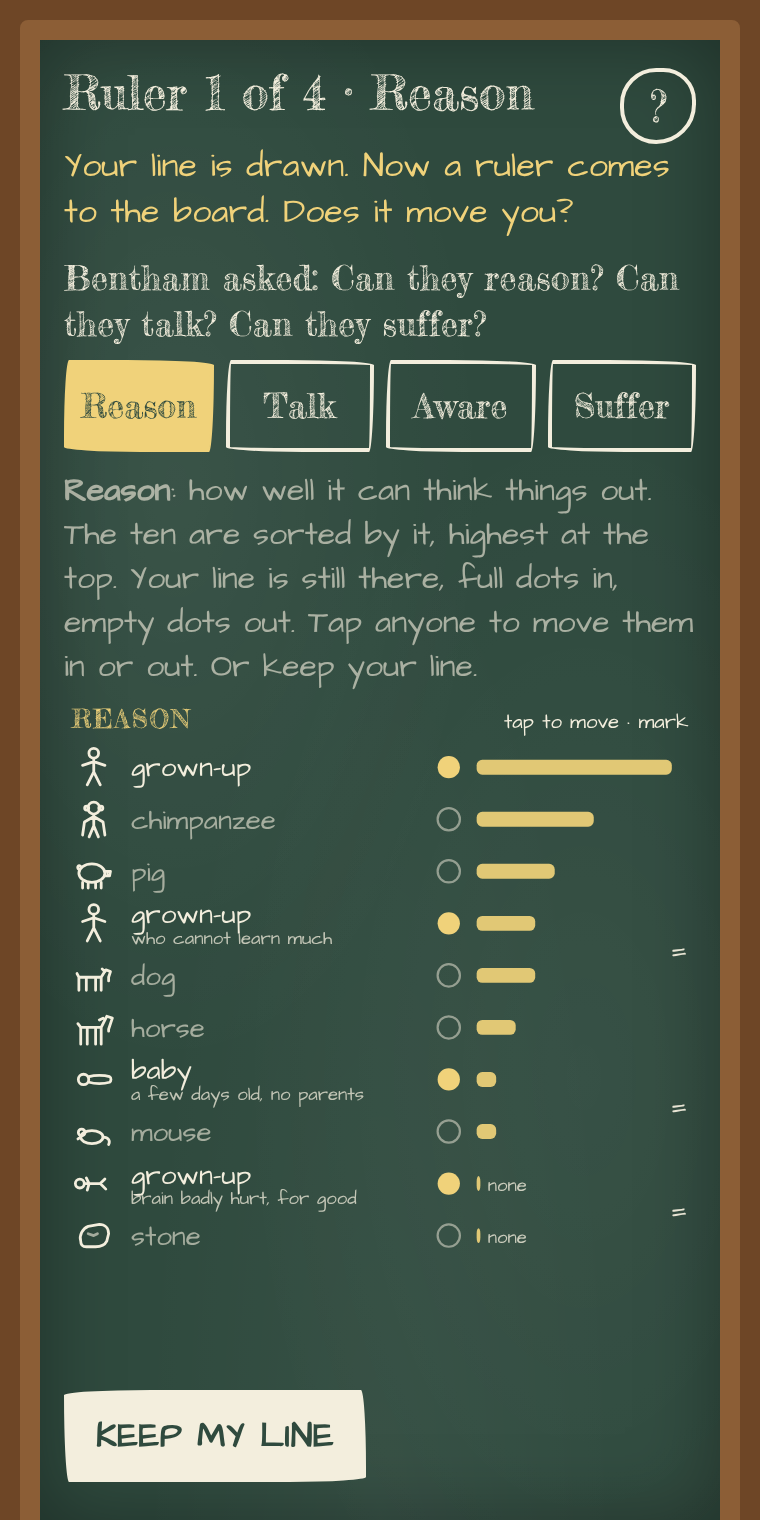 Ruler 1 of 4 · Reason
?
Your line is drawn. Now a ruler comes
to the board. Does it move you?
Bentham asked: Can they reason? Can
they talk? Can they suffer?
Reason
Talk
Aware
Suffer
Reason: how well it can think things out.
The ten are sorted by it, highest at the
top. Your line is still there, full dots in,
empty dots out. Tap anyone to move them
in or out. Or keep your line.
REASON
tap to move · mark
grown-up
chimpanzee
pig
grown-up
who cannot learn much
=
dog
horse
baby
a few days old, no parents
=
mouse
grown-up
none
brain badly hurt, for good
=
stone
none
KEEP MY LINE